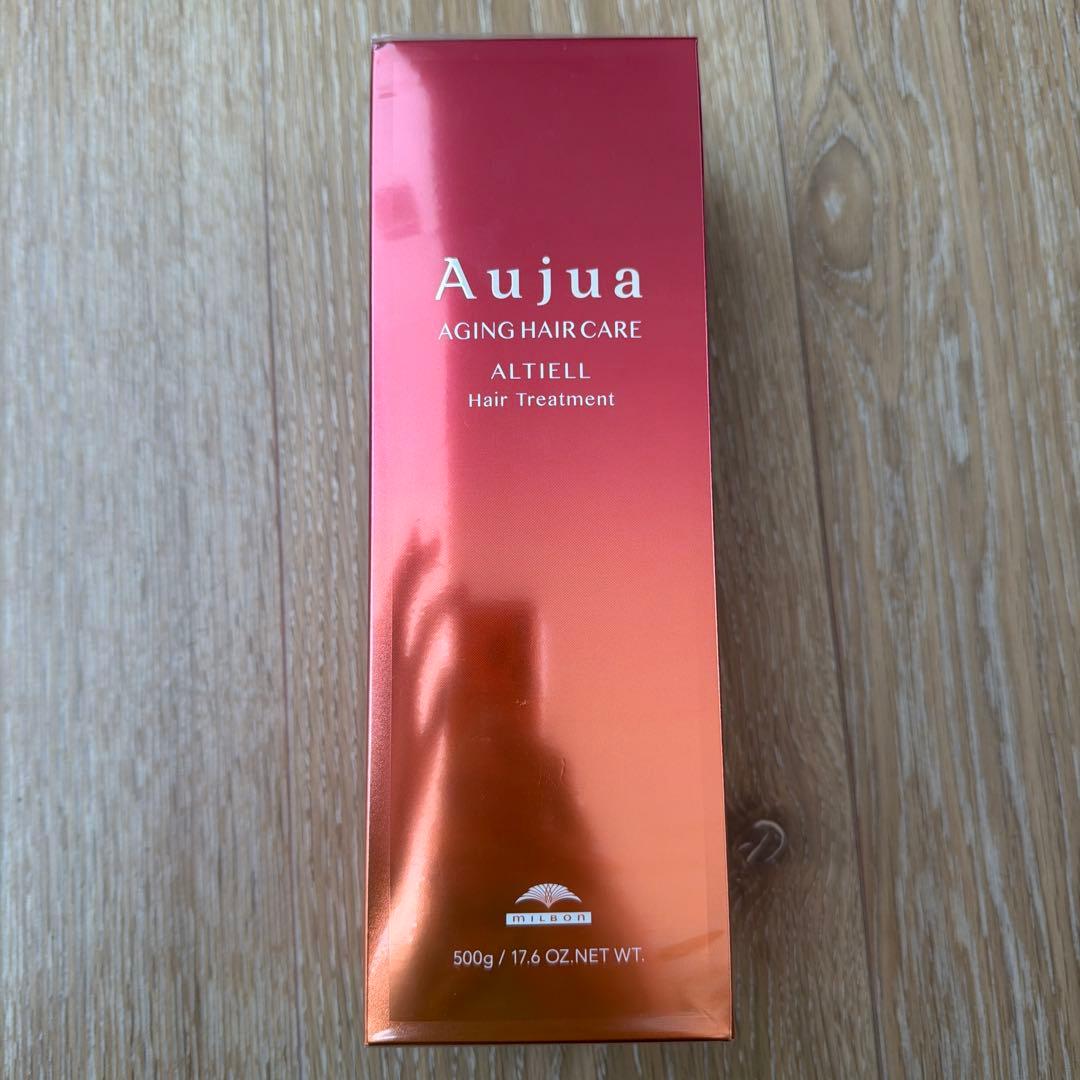 Aujua
AGING HAIR CARE
ALTIELL
Hair Treatment
MILBON
500g / 17.6 OZ.NET WT.